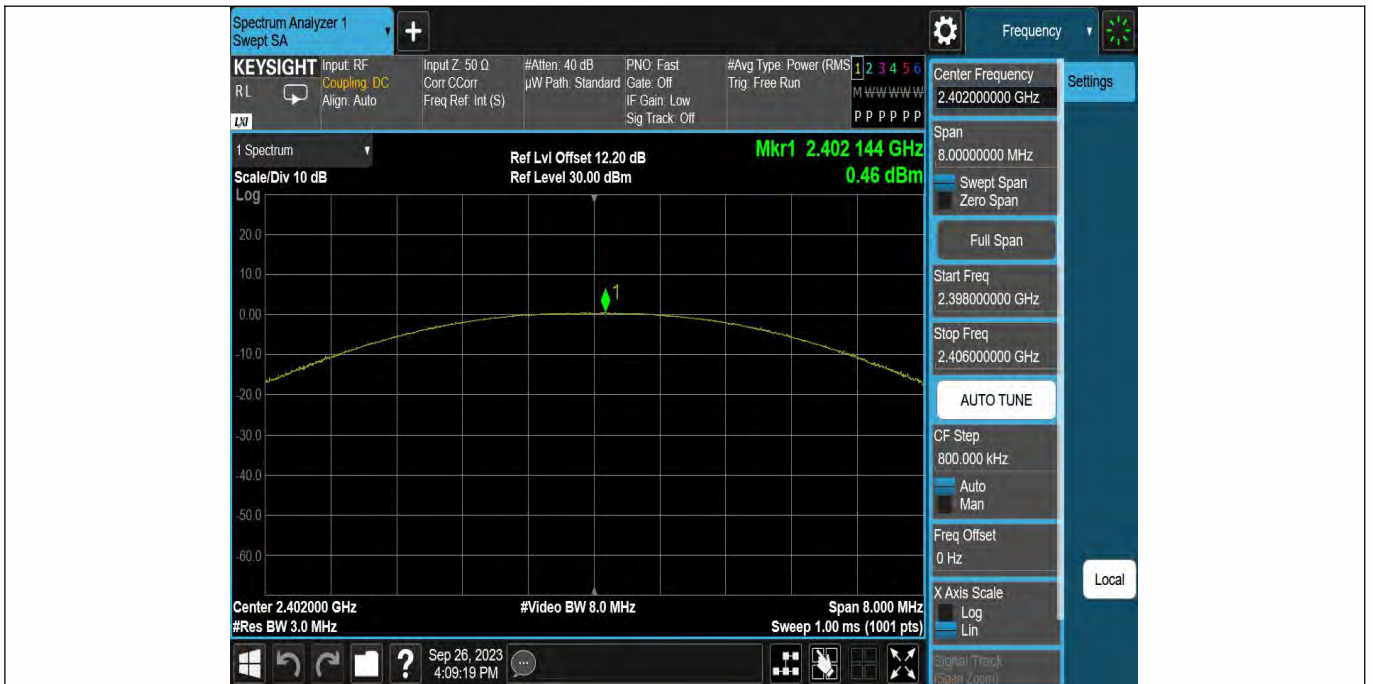 Spectrum Analyzer 1
Swept SA
+
Frequency
KEYSIGHT
RL
LXI
Input: RF
Coupling: DC
Align: Auto
Input Z: 50 Ω
Corr CCorr
Freq Ref: Int (S)
#Atten: 40 dB
µW Path: Standard
PNO: Fast
Gate: Off
IF Gain: Low
Sig Track: Off
#Avg Type: Power (RMS
Trig: Free Run
1 2 3 4 5 6
M W W W W W
P P P P P P
1 Spectrum
Scale/Div 10 dB
Log
Ref Lvl Offset 12.20 dB
Ref Level 30.00 dBm
Mkr1 2.402 144 GHz
0.46 dBm
20.0
10.0
0.00
-10.0
-20.0
-30.0
-40.0
-50.0
-60.0
1
Center 2.402000 GHz
#Res BW 3.0 MHz
#Video BW 8.0 MHz
Span 8.000 MHz
Sweep 1.00 ms (1001 pts)
Center Frequency
2.402000000 GHz
Settings
Span
8.00000000 MHz
Swept Span
Zero Span
Full Span
Start Freq
2.398000000 GHz
Stop Freq
2.406000000 GHz
AUTO TUNE
CF Step
800.000 kHz
Auto
Man
Freq Offset
0 Hz
Local
X Axis Scale
Log
Lin
Signal Track
(Span Zoom)
?
Sep 26, 2023
4:09:19 PM